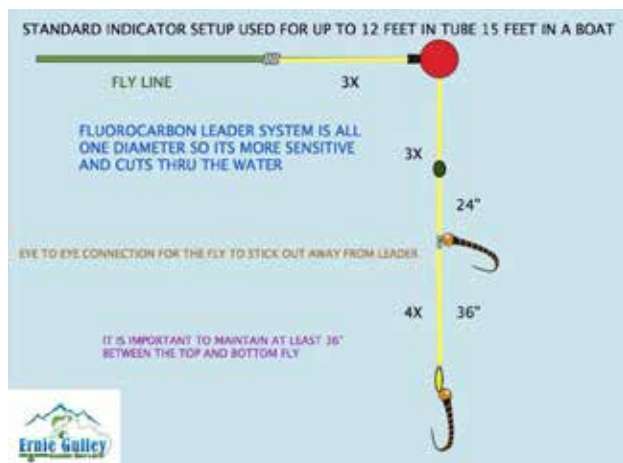 STANDARD INDICATOR SETUP USED FOR UP TO 12 FEET IN TUBE 15 FEET IN A BOAT
FLY LINE
3X
FLUOROCARBON LEADER SYSTEM IS ALL
ONE DIAMETER SO ITS MORE SENSITIVE
AND CUTS THRU THE WATER
3X
24"
EYE TO EYE CONNECTION FOR THE FLY TO STICK OUT AWAY FROM LEADER
4X
36"
IT IS IMPORTANT TO MAINTAIN AT LEAST 36"
BETWEEN THE TOP AND BOTTOM FLY
Ernie Gulley